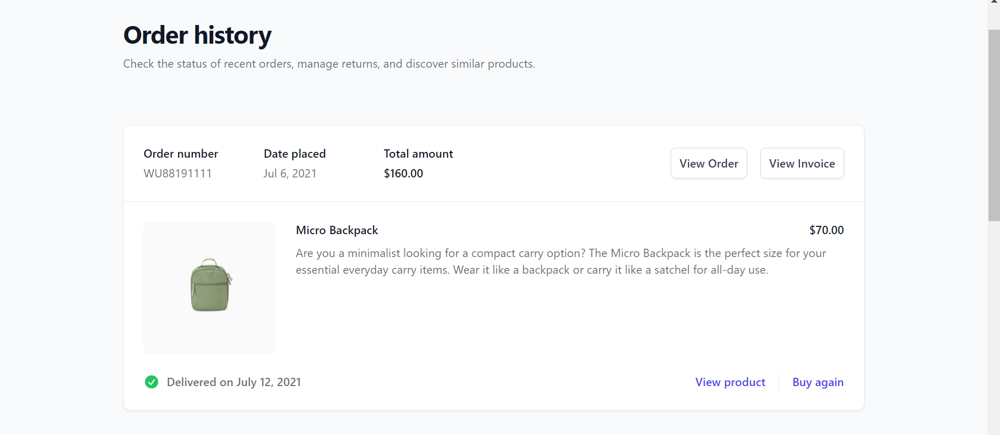 Order history
Check the status of recent orders, manage returns, and discover similar products.
Order number
WU88191111
Date placed
Jul 6, 2021
Total amount
$160.00
View Order
View Invoice
Micro Backpack
$70.00
Are you a minimalist looking for a compact carry option? The Micro Backpack is the perfect size for your
essential everyday carry items. Wear it like a backpack or carry it like a satchel for all-day use.
Delivered on July 12, 2021
View product
Buy again